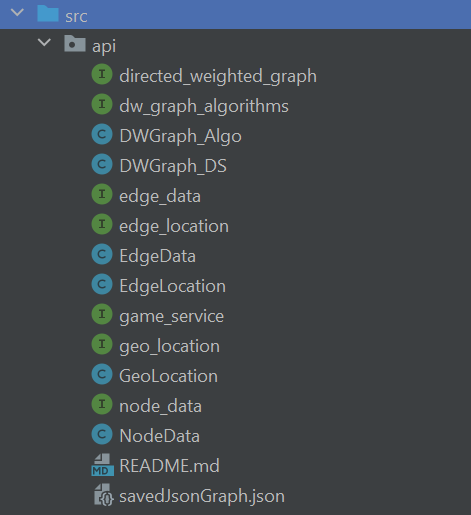 src
api
I directed_weighted_graph
I dw_graph_algorithms
C DWGraph_Algo
C DWGraph_DS
I edge_data
I edge_location
C EdgeData
C EdgeLocation
I game_service
I geo_location
C GeoLocation
I node_data
C NodeData
MD README.md
savedJsonGraph.json